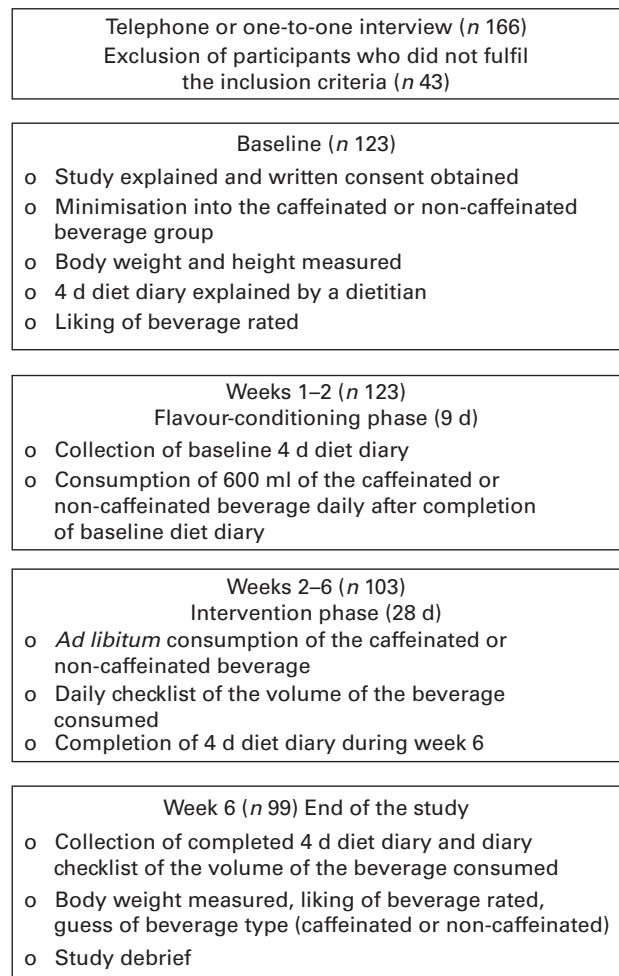 Telephone or one-to-one interview (n 166)
Exclusion of participants who did not fulfil
the inclusion criteria (n 43)
Baseline (n 123)
o Study explained and written consent obtained
o Minimisation into the caffeinated or non-caffeinated
beverage group
o Body weight and height measured
o 4 d diet diary explained by a dietitian
o Liking of beverage rated
Weeks 1–2 (n 123)
Flavour-conditioning phase (9 d)
o Collection of baseline 4 d diet diary
o Consumption of 600 ml of the caffeinated or
non-caffeinated beverage daily after completion
of baseline diet diary
Weeks 2–6 (n 103)
Intervention phase (28 d)
o Ad libitum consumption of the caffeinated or
non-caffeinated beverage
o Daily checklist of the volume of the beverage
consumed
o Completion of 4 d diet diary during week 6
Week 6 (n 99) End of the study
o Collection of completed 4 d diet diary and diary
checklist of the volume of the beverage consumed
o Body weight measured, liking of beverage rated,
guess of beverage type (caffeinated or non-caffeinated)
o Study debrief